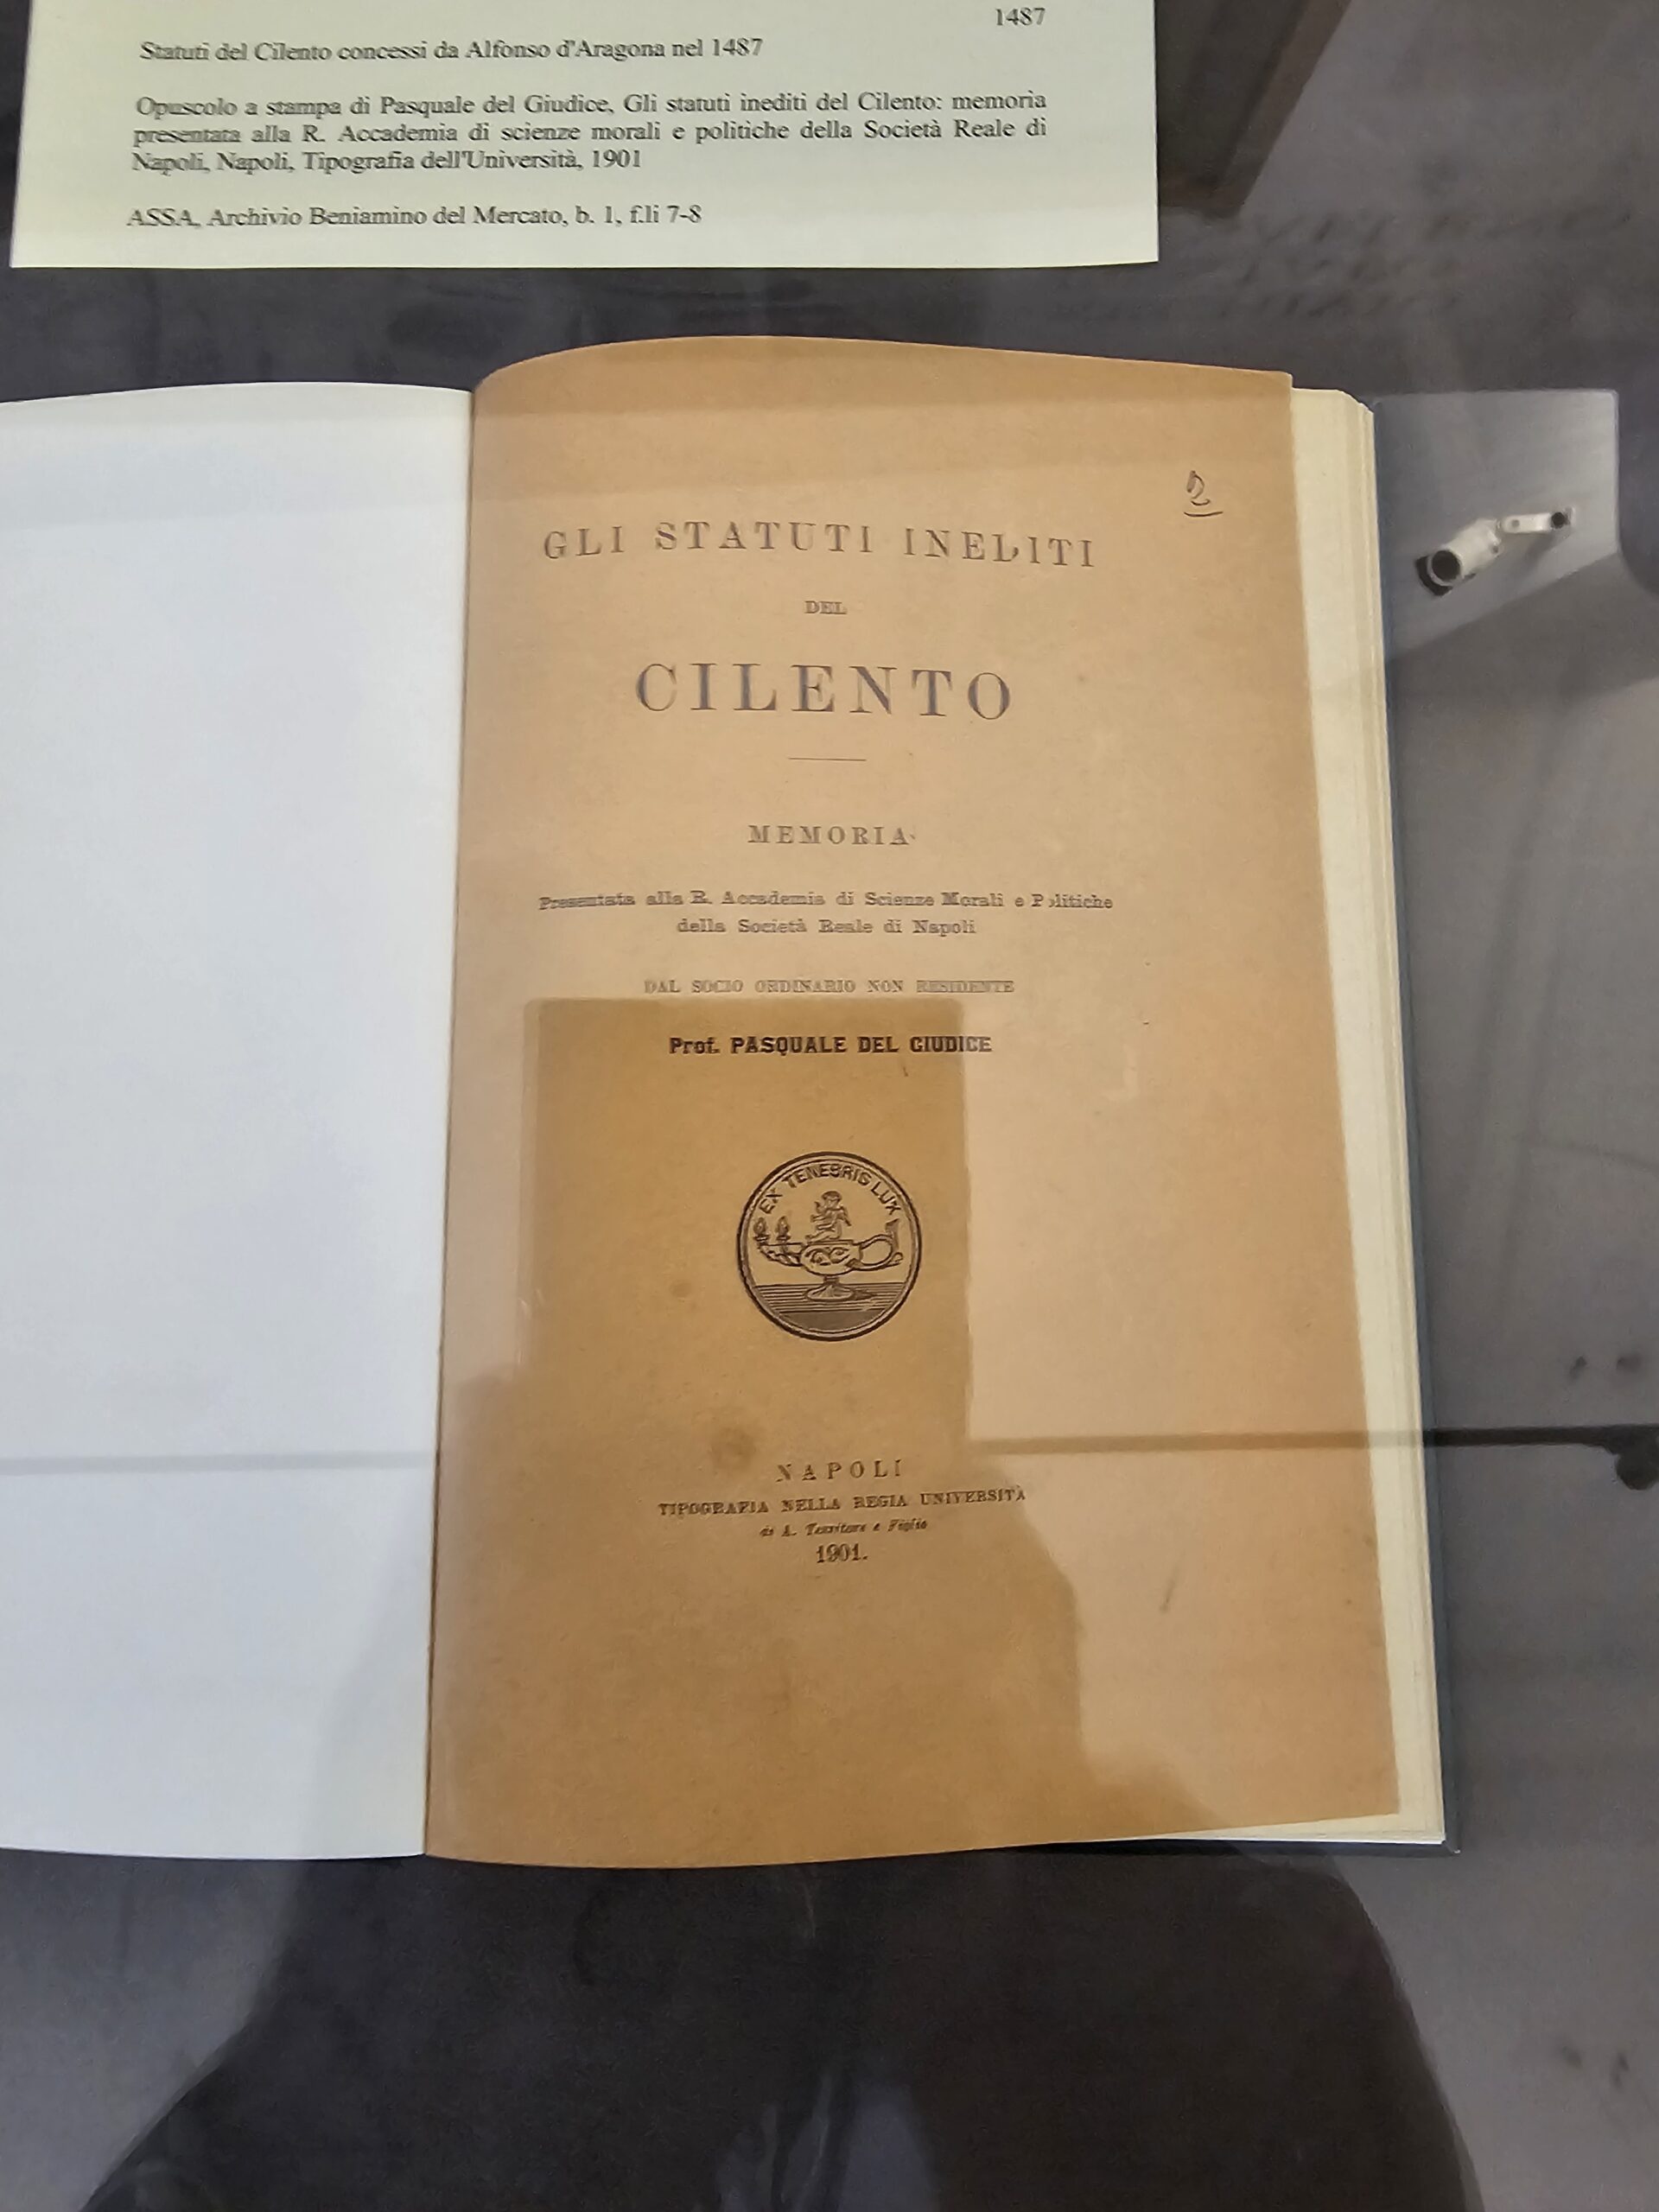 1487
Statuti del Cilento concessi da Alfonso d'Aragona nel 1487
Opuscolo a stampa di Pasquale del Giudice, Gli statuti inediti del Cilento: memoria
presentata alla R. Accademia di scienze morali e politiche della Società Reale di
Napoli, Napoli, Tipografia dell'Università, 1901
ASSA, Archivio Beniamino del Mercato, b. 1, f.li 7-8
2
GLI STATUTI INEDITI
DEL
CILENTO
MEMORIA
Presentata alla R. Accademia di Scienze Morali e Politiche
della Società Reale di Napoli
DAL SOCIO ORDINARIO NON RESIDENTE
Prof. PASQUALE DEL GIUDICE
EX TENEBRIS LUX
NAPOLI
TIPOGRAFIA NELLA REGIA UNIVERSITÀ
di A. Tessitore e Figlio
1901.